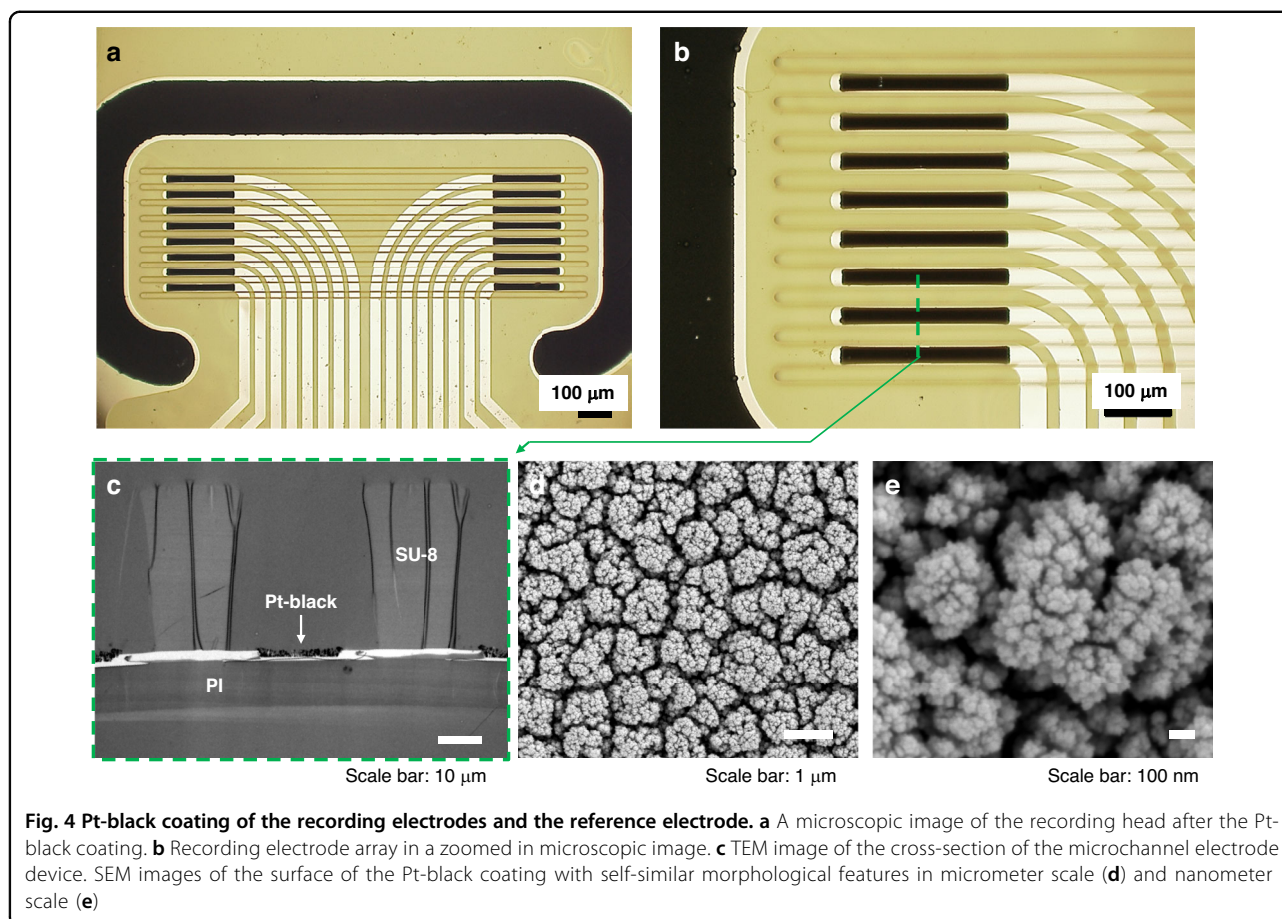 a
b
100 μm
100 μm
c
SU-8
Pt-black
PI
d
e
Scale bar: 10 μm
Scale bar: 1 μm
Scale bar: 100 nm
Fig. 4 Pt-black coating of the recording electrodes and the reference electrode. a A microscopic image of the recording head after the Pt-
black coating. b Recording electrode array in a zoomed in microscopic image. c TEM image of the cross-section of the microchannel electrode
device. SEM images of the surface of the Pt-black coating with self-similar morphological features in micrometer scale (d) and nanometer
scale (e)